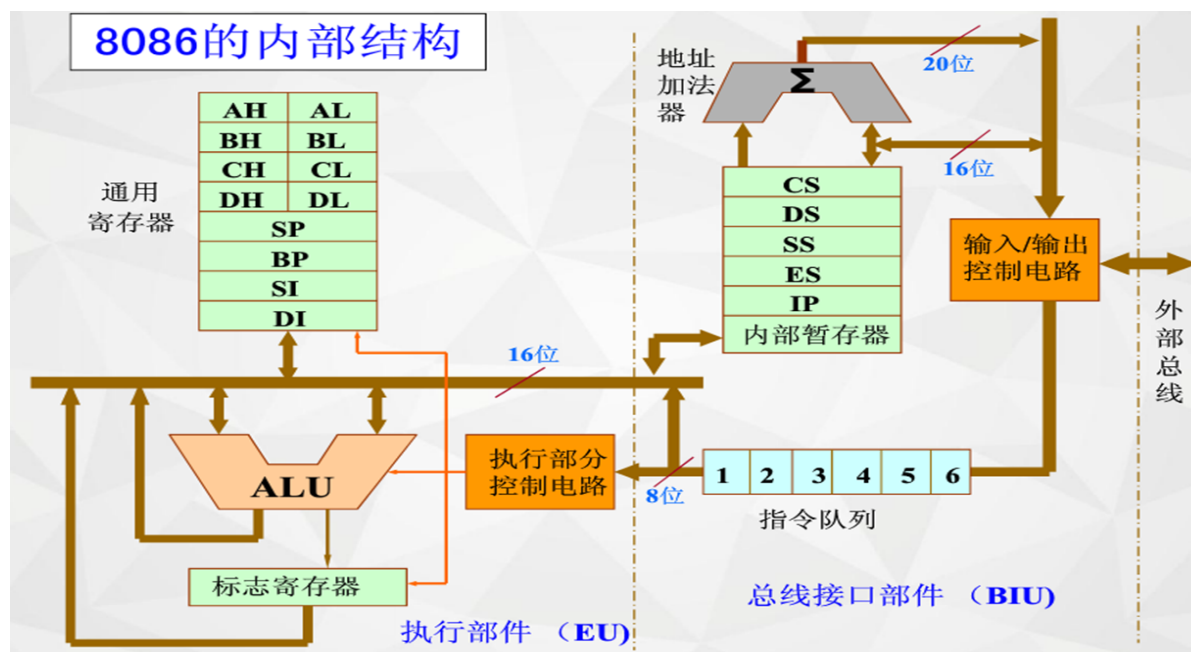 8086的内部结构
AH AL
BH BL
CH CL
DH DL
SP
BP
SI
DI
通用
寄存器
16位
ALU
执行部分
控制电路
标志寄存器
执行部件 （EU)
地址
加法
器
Σ
20位
16位
CS
DS
SS
ES
IP
内部暂存器
输入/输出
控制电路
外
部
总
线
8位
1 2 3 4 5 6
指令队列
总线接口部件 （BIU)